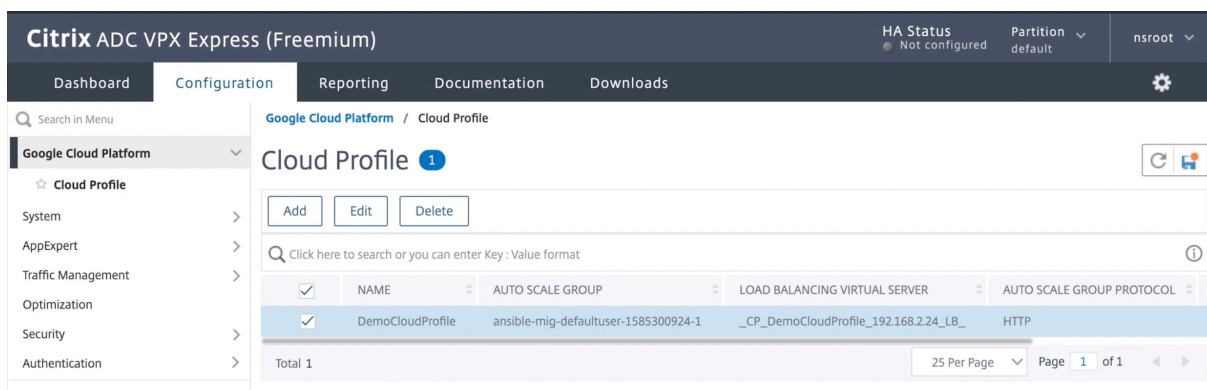 Citrix ADC VPX Express (Freemium)
HA Status
Not configured
Partition
default
nsroot
Dashboard Configuration Reporting Documentation Downloads
Search in Menu
Google Cloud Platform
Cloud Profile
System
AppExpert
Traffic Management
Optimization
Security
Authentication
Google Cloud Platform / Cloud Profile
Cloud Profile 1
Add Edit Delete
Click here to search or you can enter Key : Value format
NAME AUTO SCALE GROUP LOAD BALANCING VIRTUAL SERVER AUTO SCALE GROUP PROTOCOL
DemoCloudProfile ansible-mig-defaultuser-1585300924-1 _CP_DemoCloudProfile_192.168.2.24_LB_ HTTP
Total 1 25 Per Page Page 1 of 1